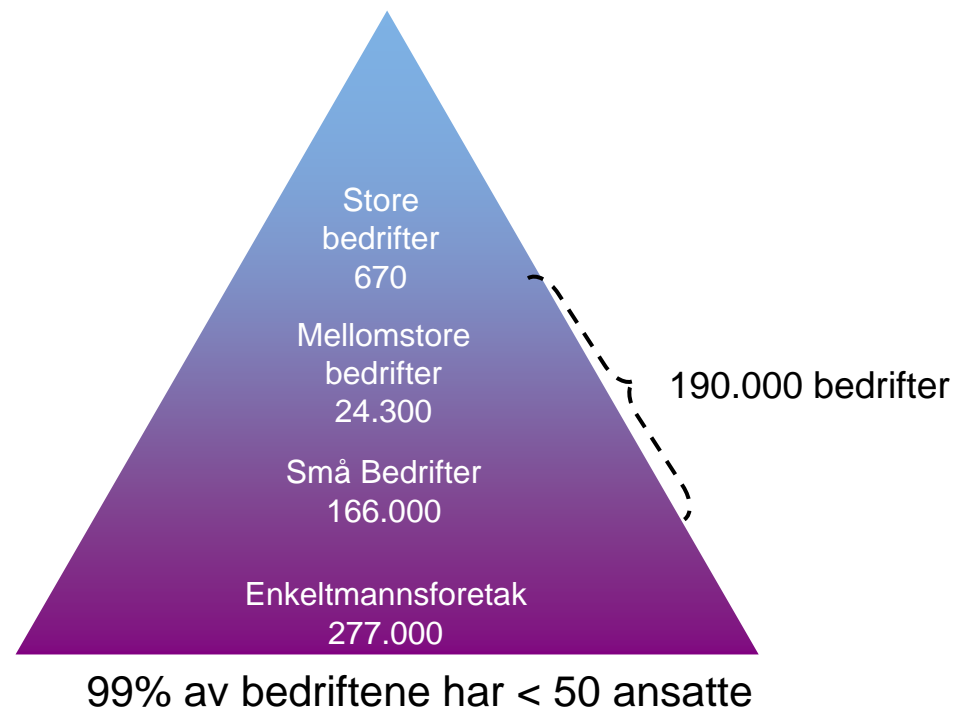 Store
bedrifter
670
Mellomstore
bedrifter
24.300
190.000 bedrifter
Små Bedrifter
166.000
Enkeltmannsforetak
277.000
99% av bedriftene har < 50 ansatte